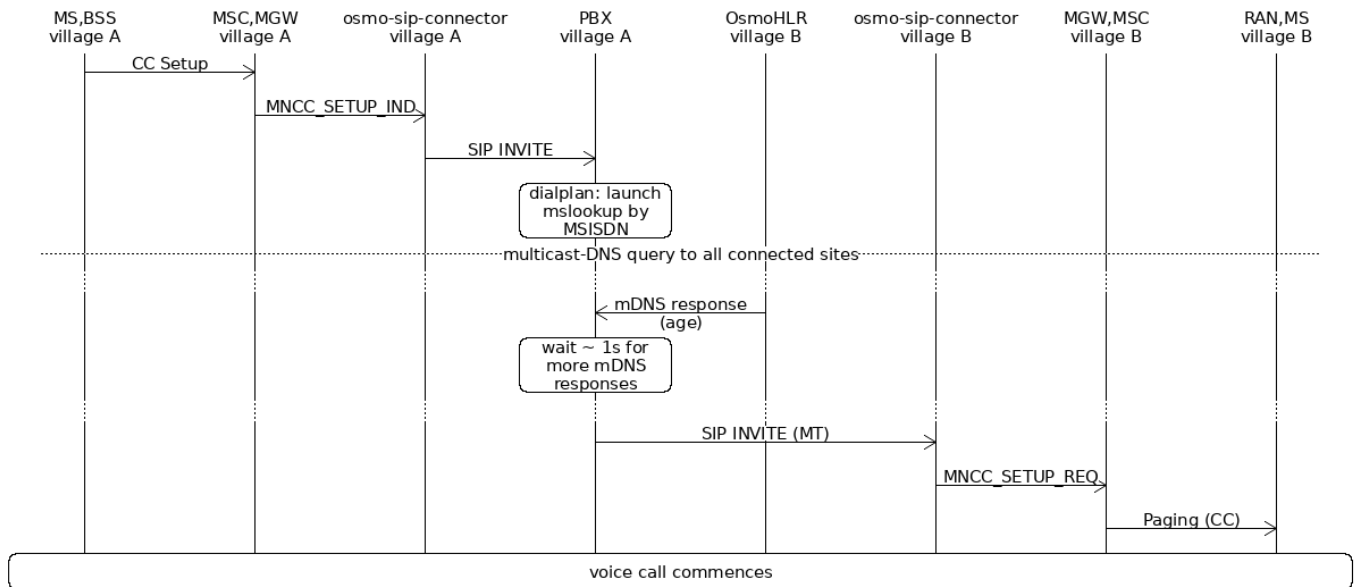 MS,BSS
village A
MSC,MGW
village A
osmo-sip-connector
village A
PBX
village A
OsmoHLR
village B
osmo-sip-connector
village B
MGW,MSC
village B
RAN,MS
village B
CC Setup
MNCC_SETUP_IND
SIP INVITE
dialplan: launch
mslookup by
MSISDN
multicast-DNS query to all connected sites
mDNS response
(age)
wait ~ 1s for
more mDNS
responses
SIP INVITE (MT)
MNCC_SETUP_REQ
Paging (CC)
voice call commences